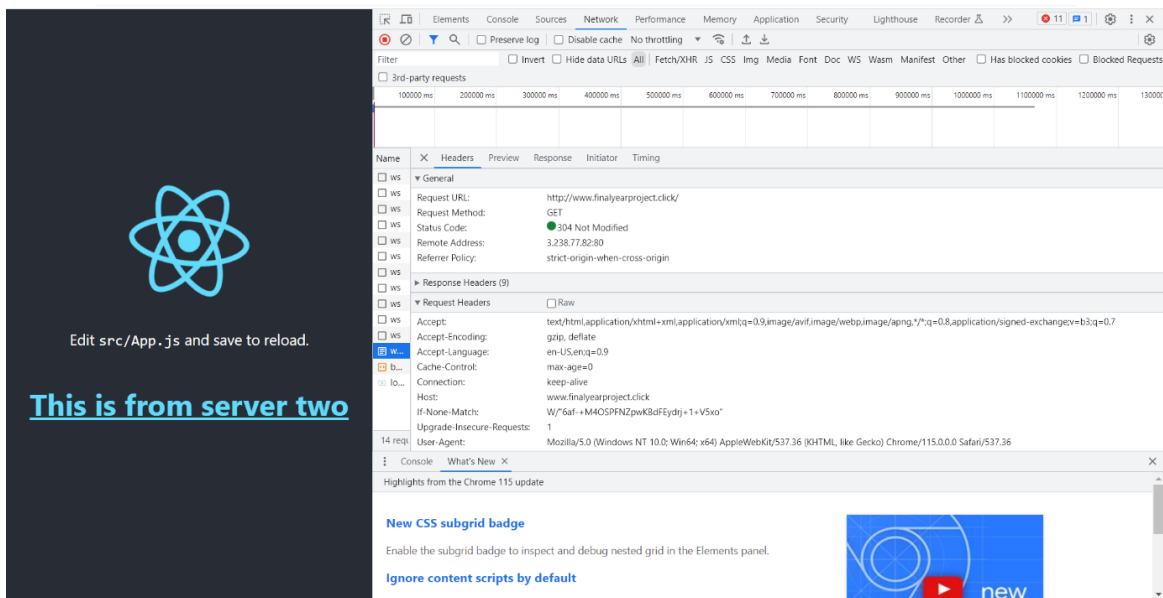 Edit src/App.js and save to reload.
This is from server two
Elements Console Sources Network Performance Memory Application Security Lighthouse Recorder 11 1
Preserve log Disable cache No throttling
Filter Invert Hide data URLs All Fetch/XHR JS CSS Img Media Font Doc WS Wasm Manifest Other Has blocked cookies Blocked Requests
3rd-party requests
100000 ms 200000 ms 300000 ms 400000 ms 500000 ms 600000 ms 700000 ms 800000 ms 900000 ms 1000000 ms 1100000 ms 1200000 ms 130000
Name Headers Preview Response Initiator Timing
ws
ws
ws
ws
ws
ws
ws
ws
ws
ws
ws
w...
b...
lo...
14 requ
General
Request URL: http://www.finalyearproject.click/
Request Method: GET
Status Code: 304 Not Modified
Remote Address: 3.238.77.82:80
Referrer Policy: strict-origin-when-cross-origin
Response Headers (9)
Request Headers Raw
Accept: text/html,application/xhtml+xml,application/xml;q=0.9,image/avif,image/webp,image/apng,*/*;q=0.8,application/signed-exchange;v=b3;q=0.7
Accept-Encoding: gzip, deflate
Accept-Language: en-US,en;q=0.9
Cache-Control: max-age=0
Connection: keep-alive
Host: www.finalyearproject.click
If-None-Match: W/"6af-+M4OSPFNZpwKBdFEydrj+1+V5xo"
Upgrade-Insecure-Requests: 1
User-Agent: Mozilla/5.0 (Windows NT 10.0; Win64; x64) AppleWebKit/537.36 (KHTML, like Gecko) Chrome/115.0.0.0 Safari/537.36
Console What's New
Highlights from the Chrome 115 update
New CSS subgrid badge
Enable the subgrid badge to inspect and debug nested grid in the Elements panel.
Ignore content scripts by default
new